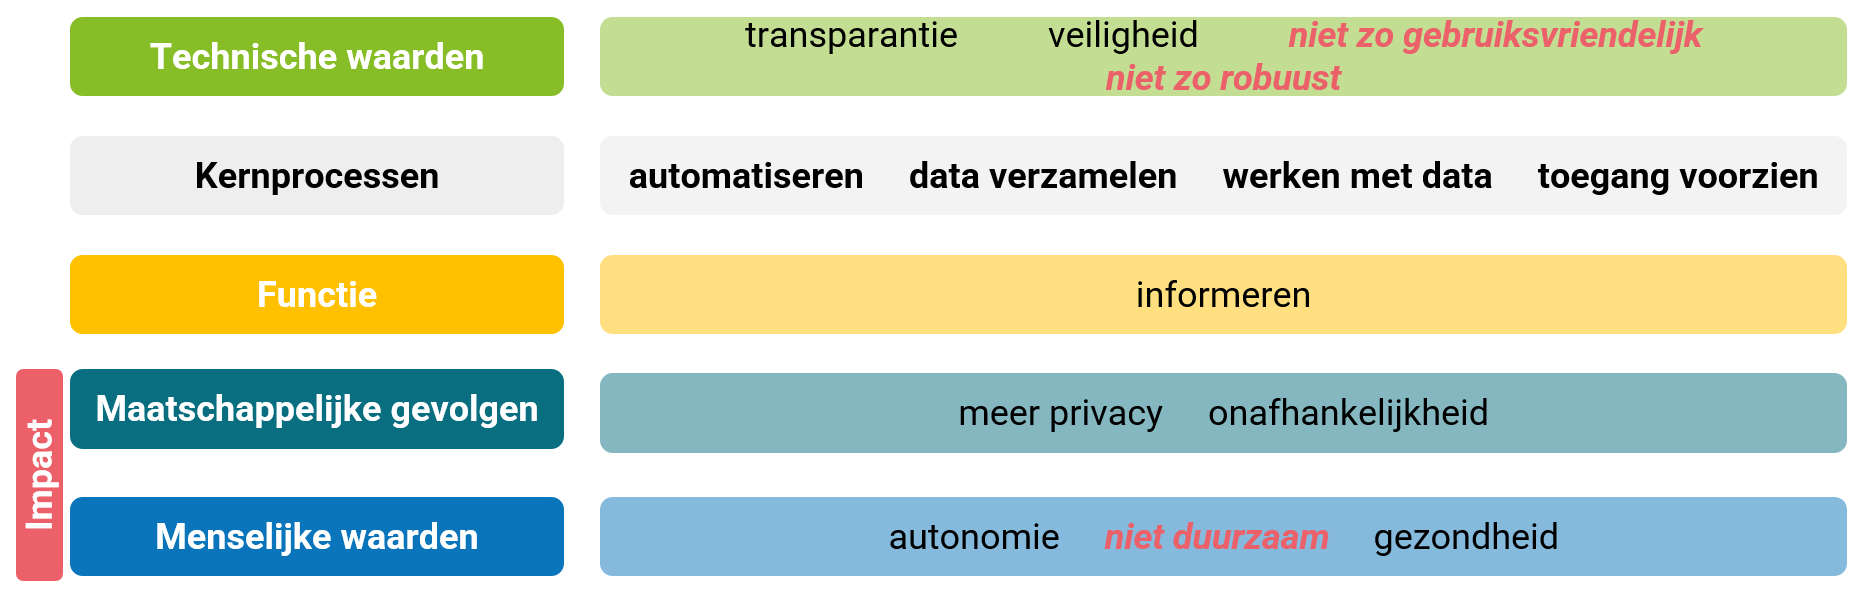 Technische waarden
transparantie veiligheid niet zo gebruiksvriendelijk
niet zo robuust
Kernprocessen
automatiseren data verzamelen werken met data toegang voorzien
Functie
informeren
Impact
Maatschappelijke gevolgen
meer privacy onafhankelijkheid
Menselijke waarden
autonomie niet duurzaam gezondheid